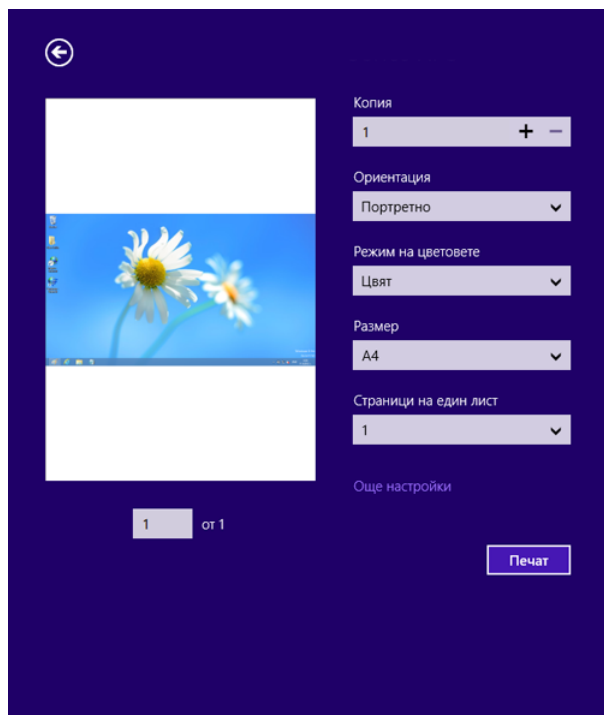 Копия
1
Ориентация
Портретно
Режим на цветовете
Цвят
Размер
A4
Страници на един лист
1
Още настройки
1 от 1
Печат